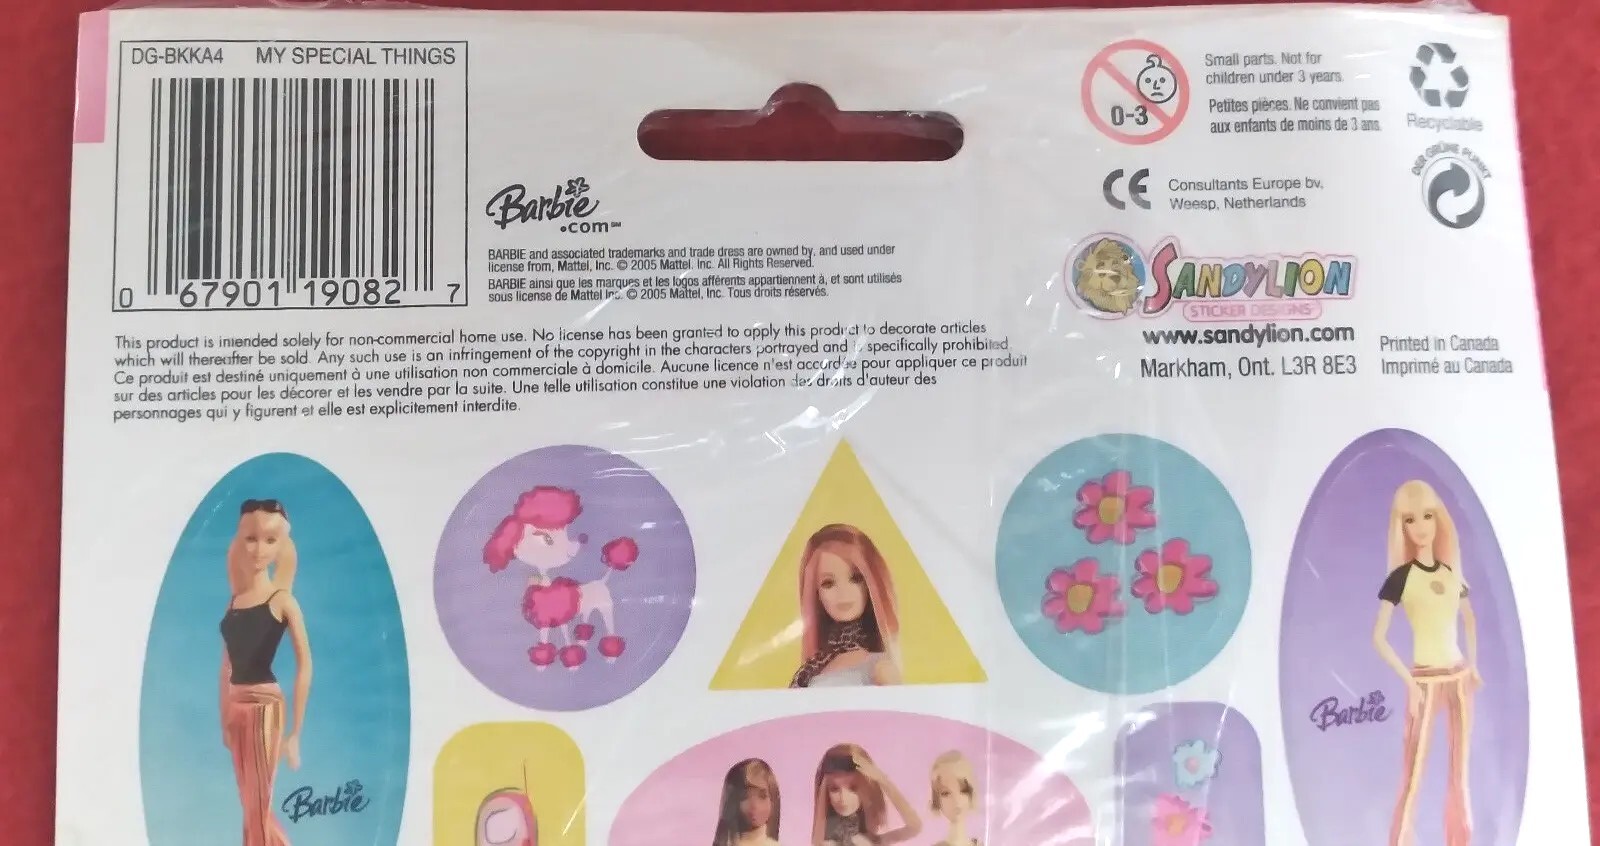 DG-BKKA4 MY SPECIAL THINGS
0 67901 19082 7
Barbie
.com℠
BARBIE and associated trademarks and trade dress are owned by, and used under
license from, Mattel, Inc. © 2005 Mattel, Inc. All Rights Reserved.
BARBIE ainsi que les marques et les logos afférents appartiennent à, et sont utilisés
sous license de Mattel Inc. © 2005 Mattel, Inc. Tous droits réservés.
This product is intended solely for non-commercial home use. No license has been granted to apply this product to decorate articles
which will thereafter be sold. Any such use is an infringement of the copyright in the characters portrayed and is specifically prohibited.
Ce produit est destiné uniquement à une utilisation non commerciale à domicile. Aucune licence n'est accordée pour appliquer ce produit
sur des articles pour les décorer et les vendre par la suite. Une telle utilisation constitue une violation des droits d'auteur des
personnages qui y figurent et elle est explicitement interdite.
0-3
Small parts. Not for
children under 3 years.
Petites pièces. Ne convient pas
aux enfants de moins de 3 ans.
Recyclable
DER GRÜNE PUNKT
CE
Consultants Europe bv.
Weesp, Netherlands
SANDYLION
STICKER DESIGNS
www.sandylion.com
Markham, Ont. L3R 8E3
Printed in Canada
Imprimé au Canada
Barbie
Barbie